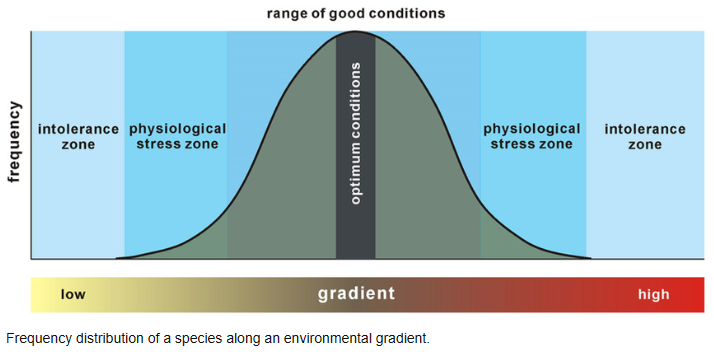 range of good conditions
frequency
intolerance
zone
physiological
stress zone
optimum conditions
physiological
stress zone
intolerance
zone
low
gradient
high
Frequency distribution of a species along an environmental gradient.